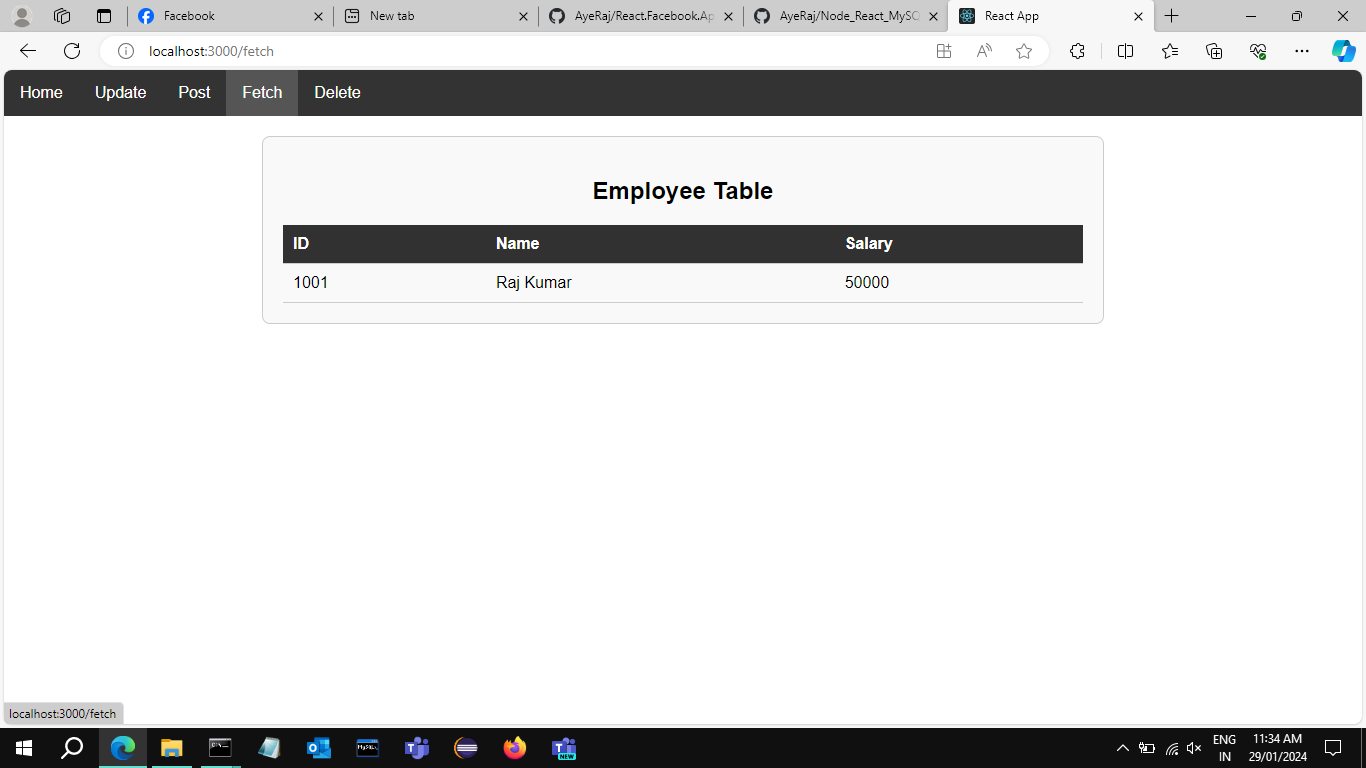 Facebook
New tab
AyeRaj/React.Facebook.Ap
AyeRaj/Node_React_MySQ
React App
localhost:3000/fetch
Home Update Post Fetch Delete
Employee Table
ID Name Salary
1001 Raj Kumar 50000
localhost:3000/fetch
ENG
IN
11:34 AM
29/01/2024
NEW